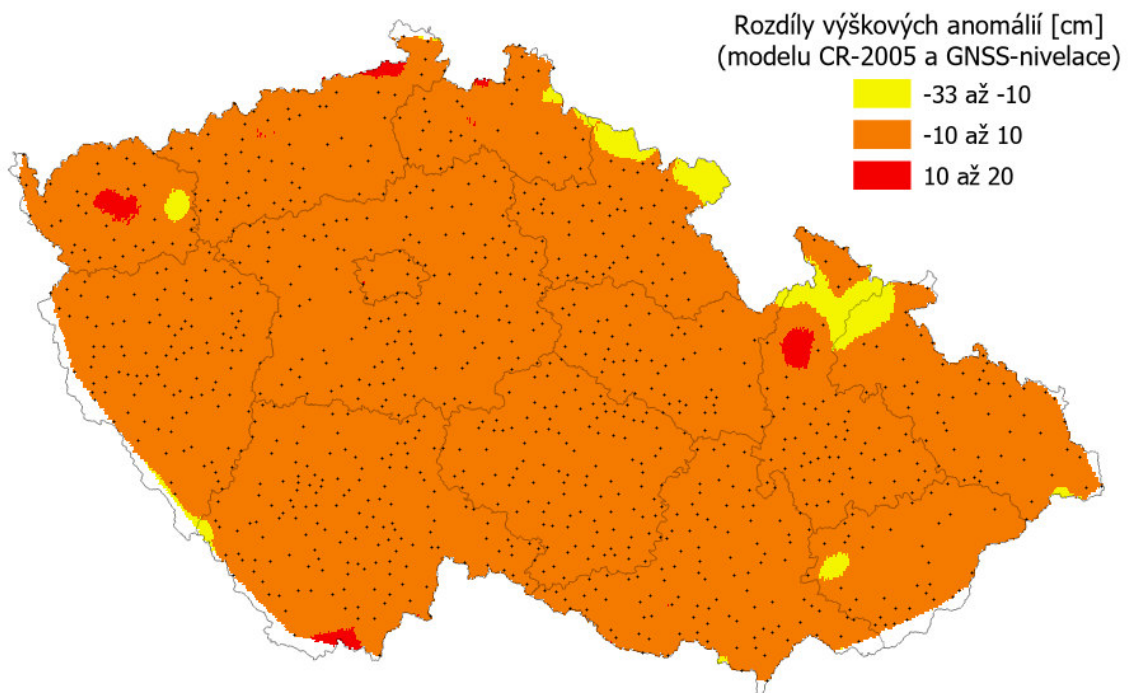 Rozdíly výškových anomálií [cm]
(modelu CR-2005 a GNSS-nivelace)
-33 až -10
-10 až 10
10 až 20